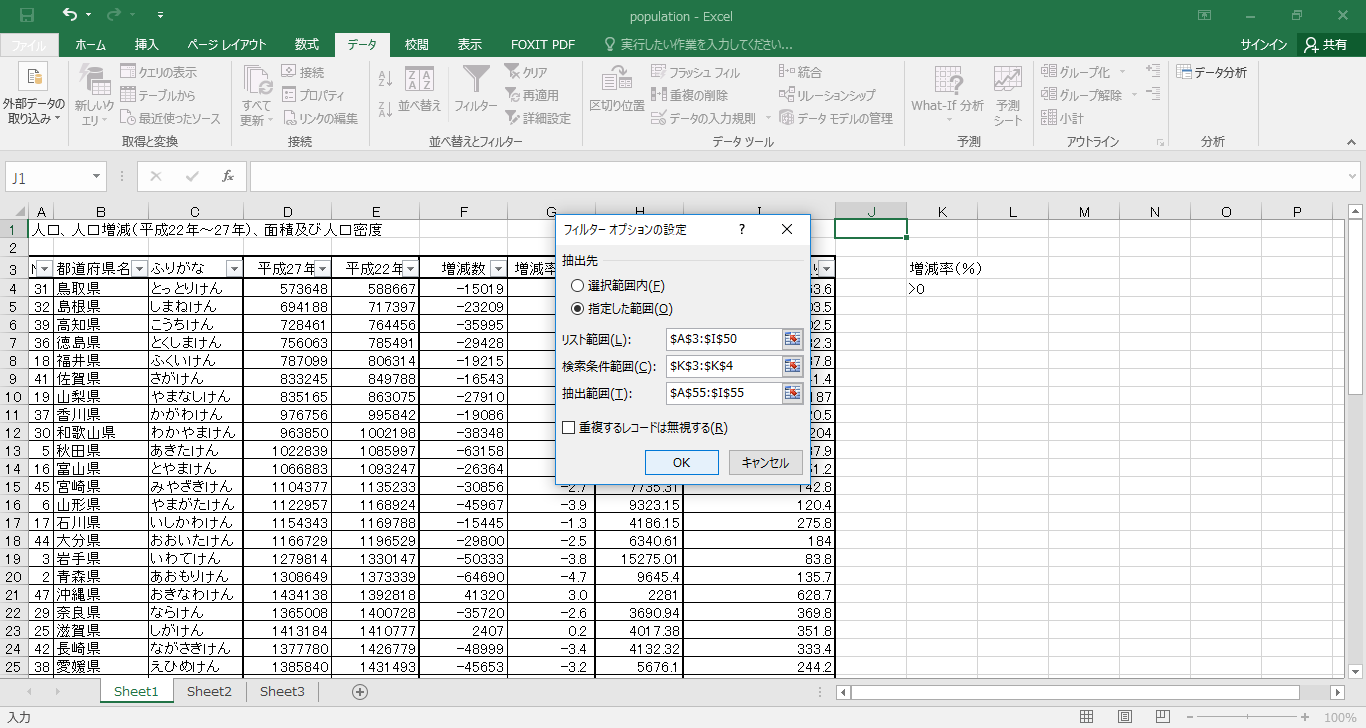 population - Excel
ファイル ホーム 挿入 ページ レイアウト 数式 データ 校閲 表示 FOXIT PDF 実行したい作業を入力してください... サインイン 共有
外部データの取り込み
新しいクエリ クエリの表示 テーブルから 最近使ったソース
取得と変換
すべて更新 接続 プロパティ リンクの編集
接続
並べ替え フィルター クリア 再適用 詳細設定
並べ替えとフィルター
区切り位置 フラッシュ フィル 重複の削除 データの入力規則 統合 リレーションシップ データ モデルの管理
データ ツール
What-If 分析 予測シート
予測
グループ化 グループ解除 小計
アウトライン
データ分析
分析
J1 fx
A B C D E F G H I J K L M N O P
1 人口、人口増減(平成22年～27年)、面積及び人口密度
2
3 都道府県名 ふりがな 平成27年 平成22年 増減数 増減率 増減率(%)
4 31 鳥取県 とっとりけん 573648 588667 -15019 >0
5 32 島根県 しまねけん 694188 717397 -23209
6 39 高知県 こうちけん 728461 764456 -35995
7 36 徳島県 とくしまけん 756063 785491 -29428
8 18 福井県 ふくいけん 787099 806314 -19215
9 41 佐賀県 さがけん 833245 849788 -16543
10 19 山梨県 やまなしけん 835165 863075 -27910
11 37 香川県 かがわけん 976756 995842 -19086
12 30 和歌山県 わかやまけん 963850 1002198 -38348
13 5 秋田県 あきたけん 1022839 1085997 -63158
14 16 富山県 とやまけん 1066883 1093247 -26364
15 45 宮崎県 みやざきけん 1104377 1135233 -30856 -2.7 7735.31 142.8
16 6 山形県 やまがたけん 1122957 1168924 -45967 -3.9 9323.15 120.4
17 17 石川県 いしかわけん 1154343 1169788 -15445 -1.3 4186.15 275.8
18 44 大分県 おおいたけん 1166729 1196529 -29800 -2.5 6340.61 184
19 3 岩手県 いわてけん 1279814 1330147 -50333 -3.8 15275.01 83.8
20 2 青森県 あおもりけん 1308649 1373339 -64690 -4.7 9645.4 135.7
21 47 沖縄県 おきなわけん 1434138 1392818 41320 3.0 2281 628.7
22 29 奈良県 ならけん 1365008 1400728 -35720 -2.6 3690.94 369.8
23 25 滋賀県 しがけん 1413184 1410777 2407 0.2 4017.38 351.8
24 42 長崎県 ながさきけん 1377780 1426779 -48999 -3.4 4132.32 333.4
25 38 愛媛県 えひめけん 1385840 1431493 -45653 -3.2 5676.1 244.2
フィルター オプションの設定 ?
抽出先
選択範囲内(F)
指定した範囲(O)
リスト範囲(L): $A$3:$I$50
検索条件範囲(C): $K$3:$K$4
抽出範囲(T): $A$55:$I$55
重複するレコードは無視する(R)
OK キャンセル
Sheet1 Sheet2 Sheet3
入力 100%